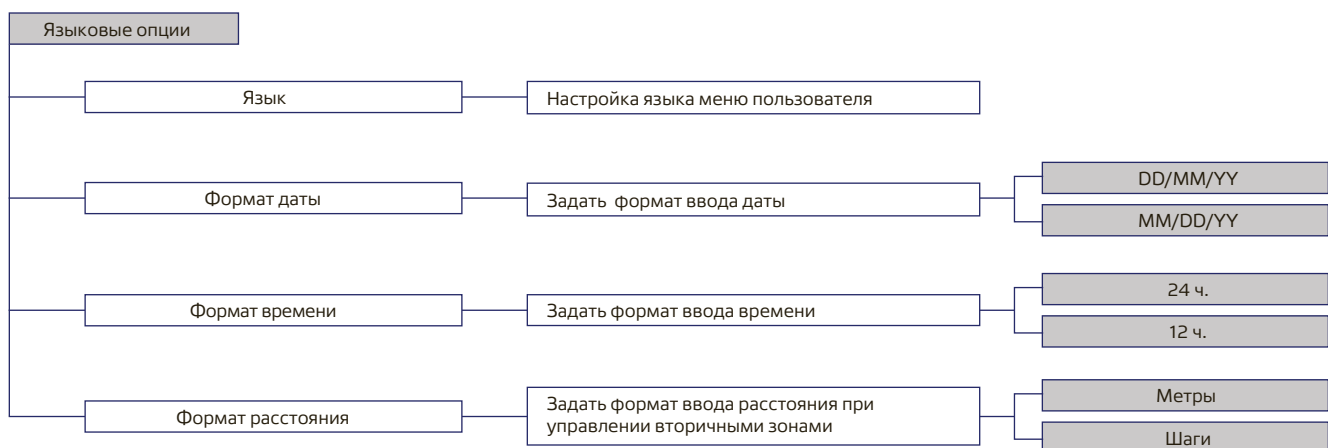 Языковые опции
Язык
Настройка языка меню пользователя
Формат даты
Задать формат ввода даты
DD/MM/YY
MM/DD/YY
Формат времени
Задать формат ввода времени
24 ч.
12 ч.
Формат расстояния
Задать формат ввода расстояния при
управлении вторичными зонами
Метры
Шаги